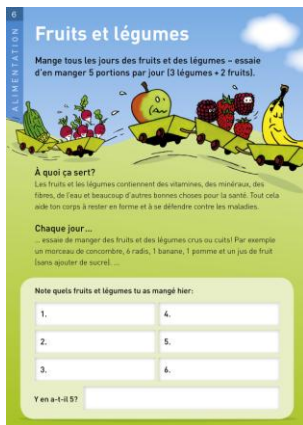 6
ALIMENTATION
Fruits et légumes
Mange tous les jours des fruits et des légumes – essaie
d'en manger 5 portions par jour (3 légumes + 2 fruits).
À quoi ça sert?
Les fruits et les légumes contiennent des vitamines, des minéraux, des
fibres, de l'eau et beaucoup d'autres bonnes choses pour la santé. Tout cela
aide ton corps à rester en forme et à se défendre contre les maladies.
Chaque jour...
... essaie de manger des fruits et des légumes crus ou cuits! Par exemple
un morceau de concombre, 6 radis, 1 banane, 1 pomme et un jus de fruit
(sans ajouter de sucre). ...
Note quels fruits et légumes tu as mangé hier:
1.
4.
2.
5.
3.
6.
Y en a-t-il 5?